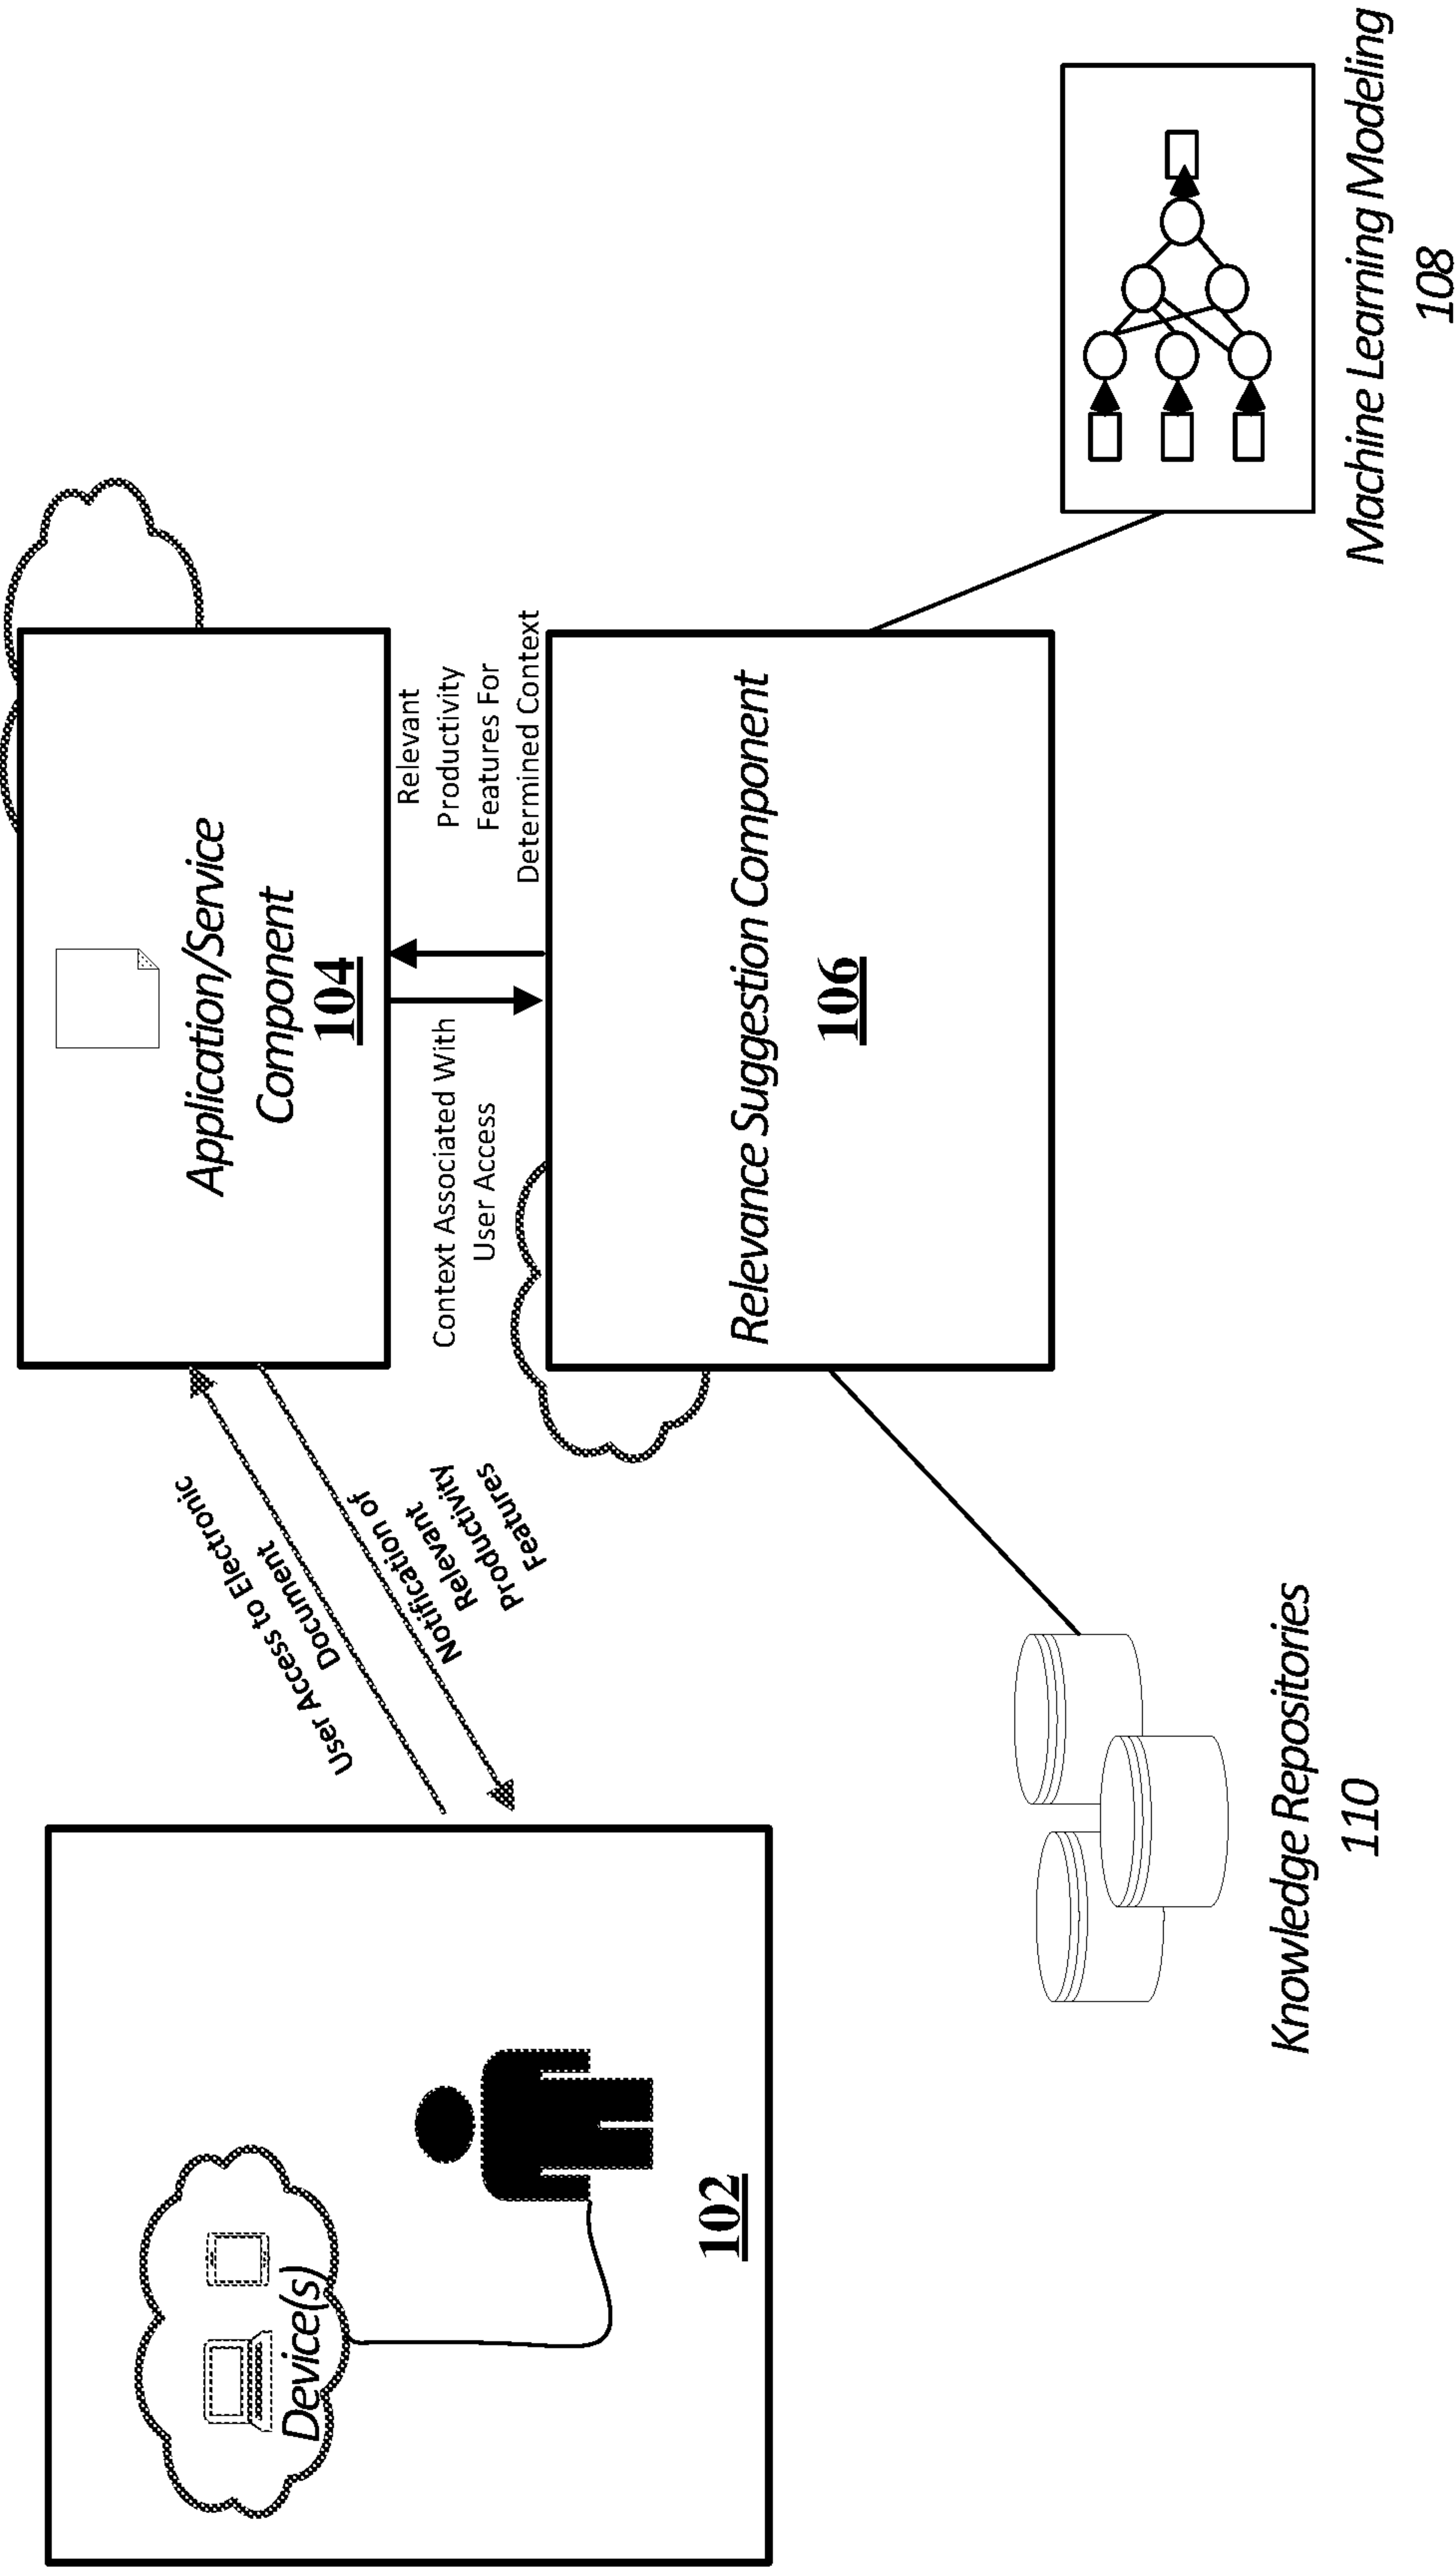 Device(s)
102
User Access to Electronic
Document
Notification of
Relevant
Productivity
Features
Application/Service
Component
104
Context Associated With
User Access
Relevant
Productivity
Features For
Determined Context
Relevance Suggestion Component
106
Knowledge Repositories
110
Machine Learning Modeling
108